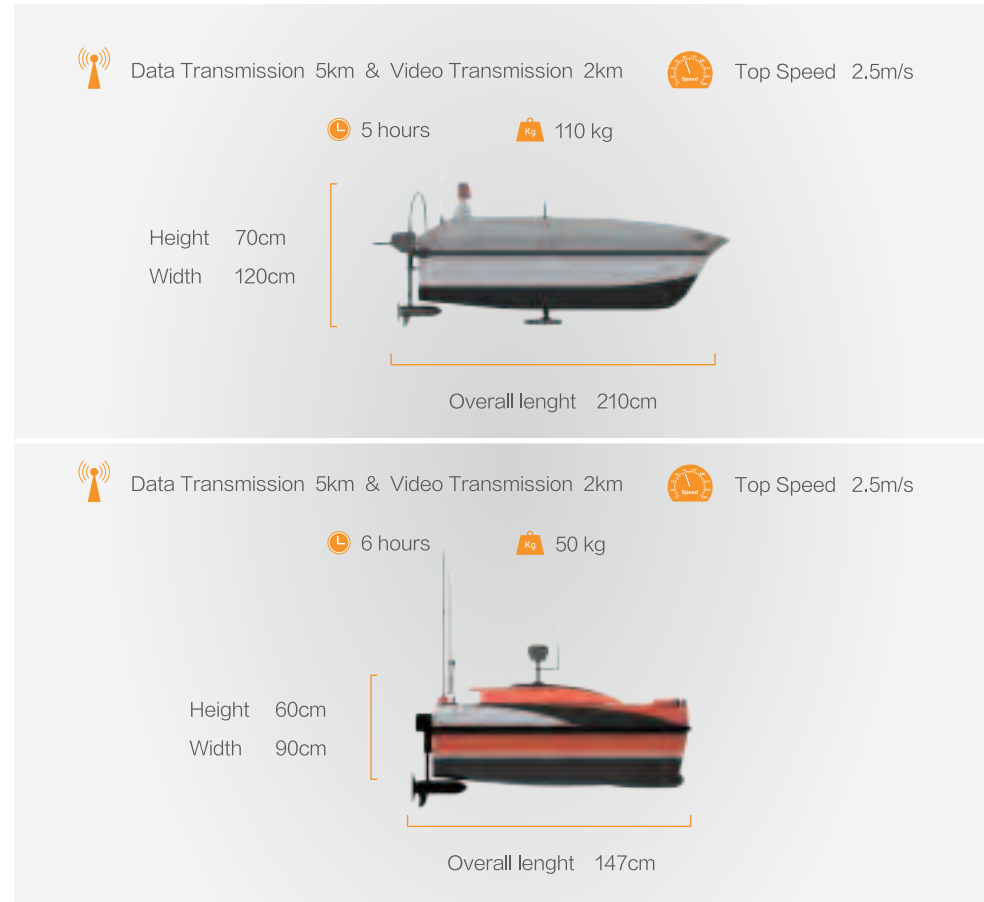 Data Transmission 5km & Video Transmission 2km
Speed
Top Speed 2.5m/s
5 hours
Kg
110 kg
Height 70cm
Width 120cm
Overall lenght 210cm
Data Transmission 5km & Video Transmission 2km
Speed
Top Speed 2.5m/s
6 hours
Kg
50 kg
Height 60cm
Width 90cm
Overall lenght 147cm